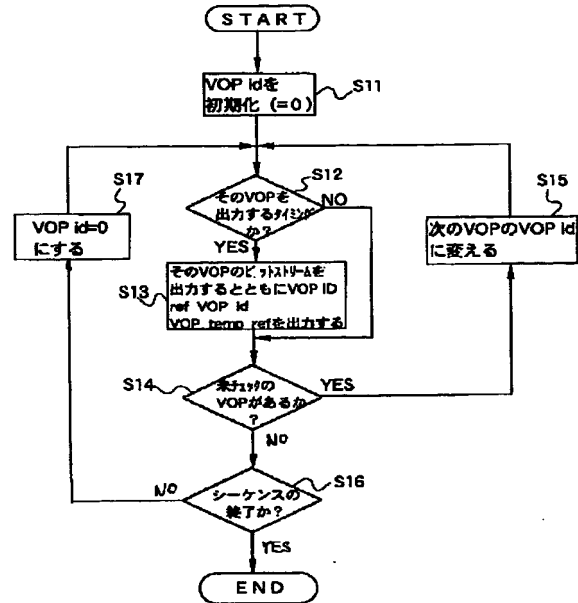 START
VOP idを
初期化 (=0)
S11
S12
そのVOPを
出力するタイミング
か?
NO
YES
S17
VOP id=0
にする
S15
次のVOPのVOP id
に変える
S13
そのVOPのビットストリームを
出力するとともにVOP ID
ref VOP id
VOP temp refを出力する
S14
未チェックの
VOPがあるか
?
YES
NO
S16
シーケンスの
終了か?
NO
YES
END